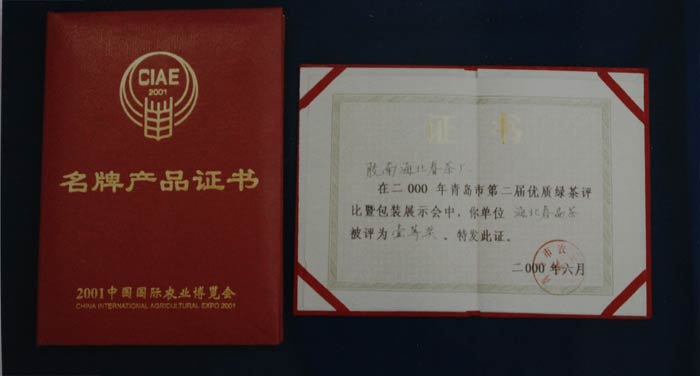 CIAE
2001
名牌产品证书
2001中国国际农业博览会
CHINA INTERNATIONAL AGRICULTURAL EXPO 2001
证书
胶南海北春茶厂
在二000年青岛市第二届优质绿茶评
比暨包装展示会中，你单位 海北春品茶
被评为 壹等奖 。特发此证。
二000年六月